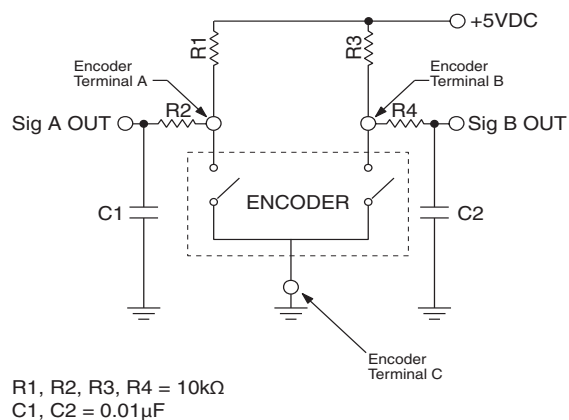 +5VDC
R1
R3
Encoder
Terminal A
Encoder
Terminal B
R2
R4
Sig A OUT
Sig B OUT
ENCODER
C1
C2
Encoder
Terminal C
R1, R2, R3, R4 = 10kΩ
C1, C2 = 0.01µF